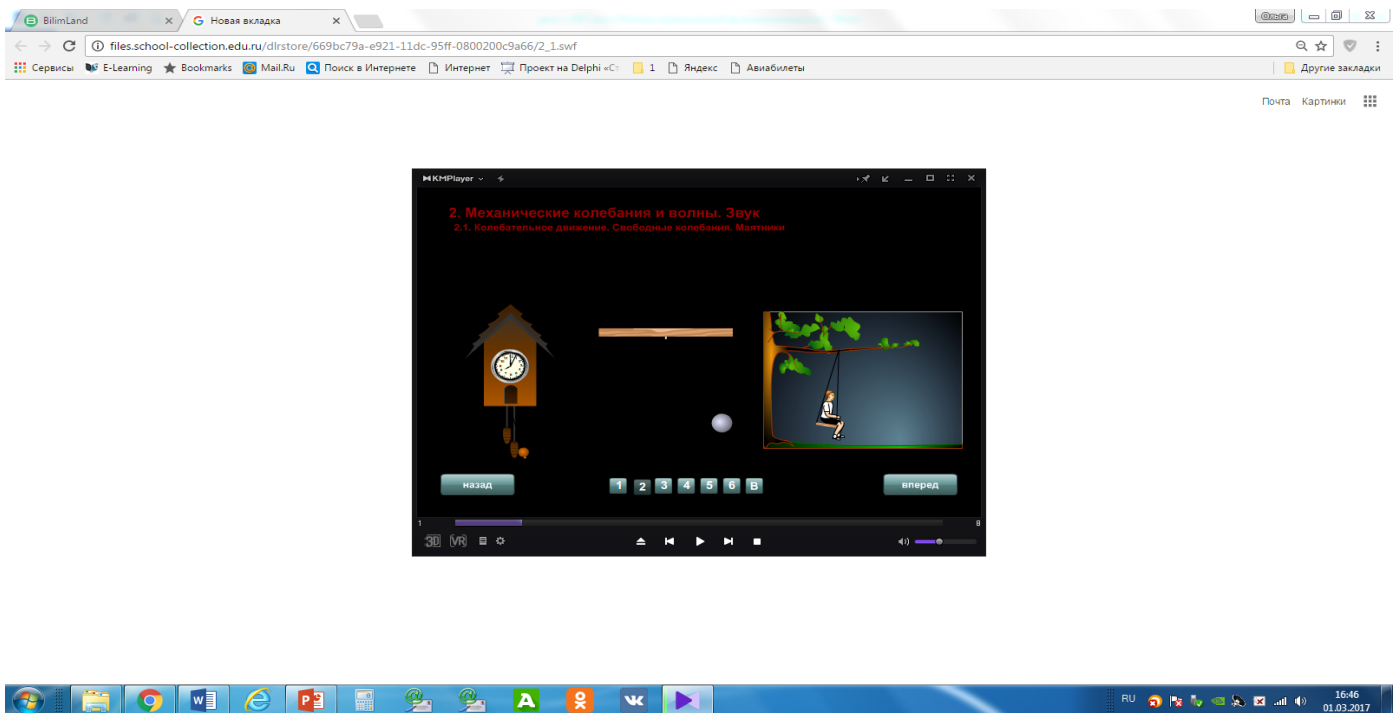 BilimLand
Новая вкладка
Ольга
files.school-collection.edu.ru/dlrstore/669bc79a-e921-11dc-95ff-0800200c9a66/2_1.swf
Сервисы E-Learning Bookmarks Mail.Ru Поиск в Интернете Интернет Проект на Delphi «С 1 Яндекс Авиабилеты Другие закладки
Почта Картинки
KMPlayer
2. Механические колебания и волны. Звук
2.1. Колебательное движение. Свободные колебания. Маятники
назад 1 2 3 4 5 6 В вперед
1 8
3D VR
RU 16:46
01.03.2017